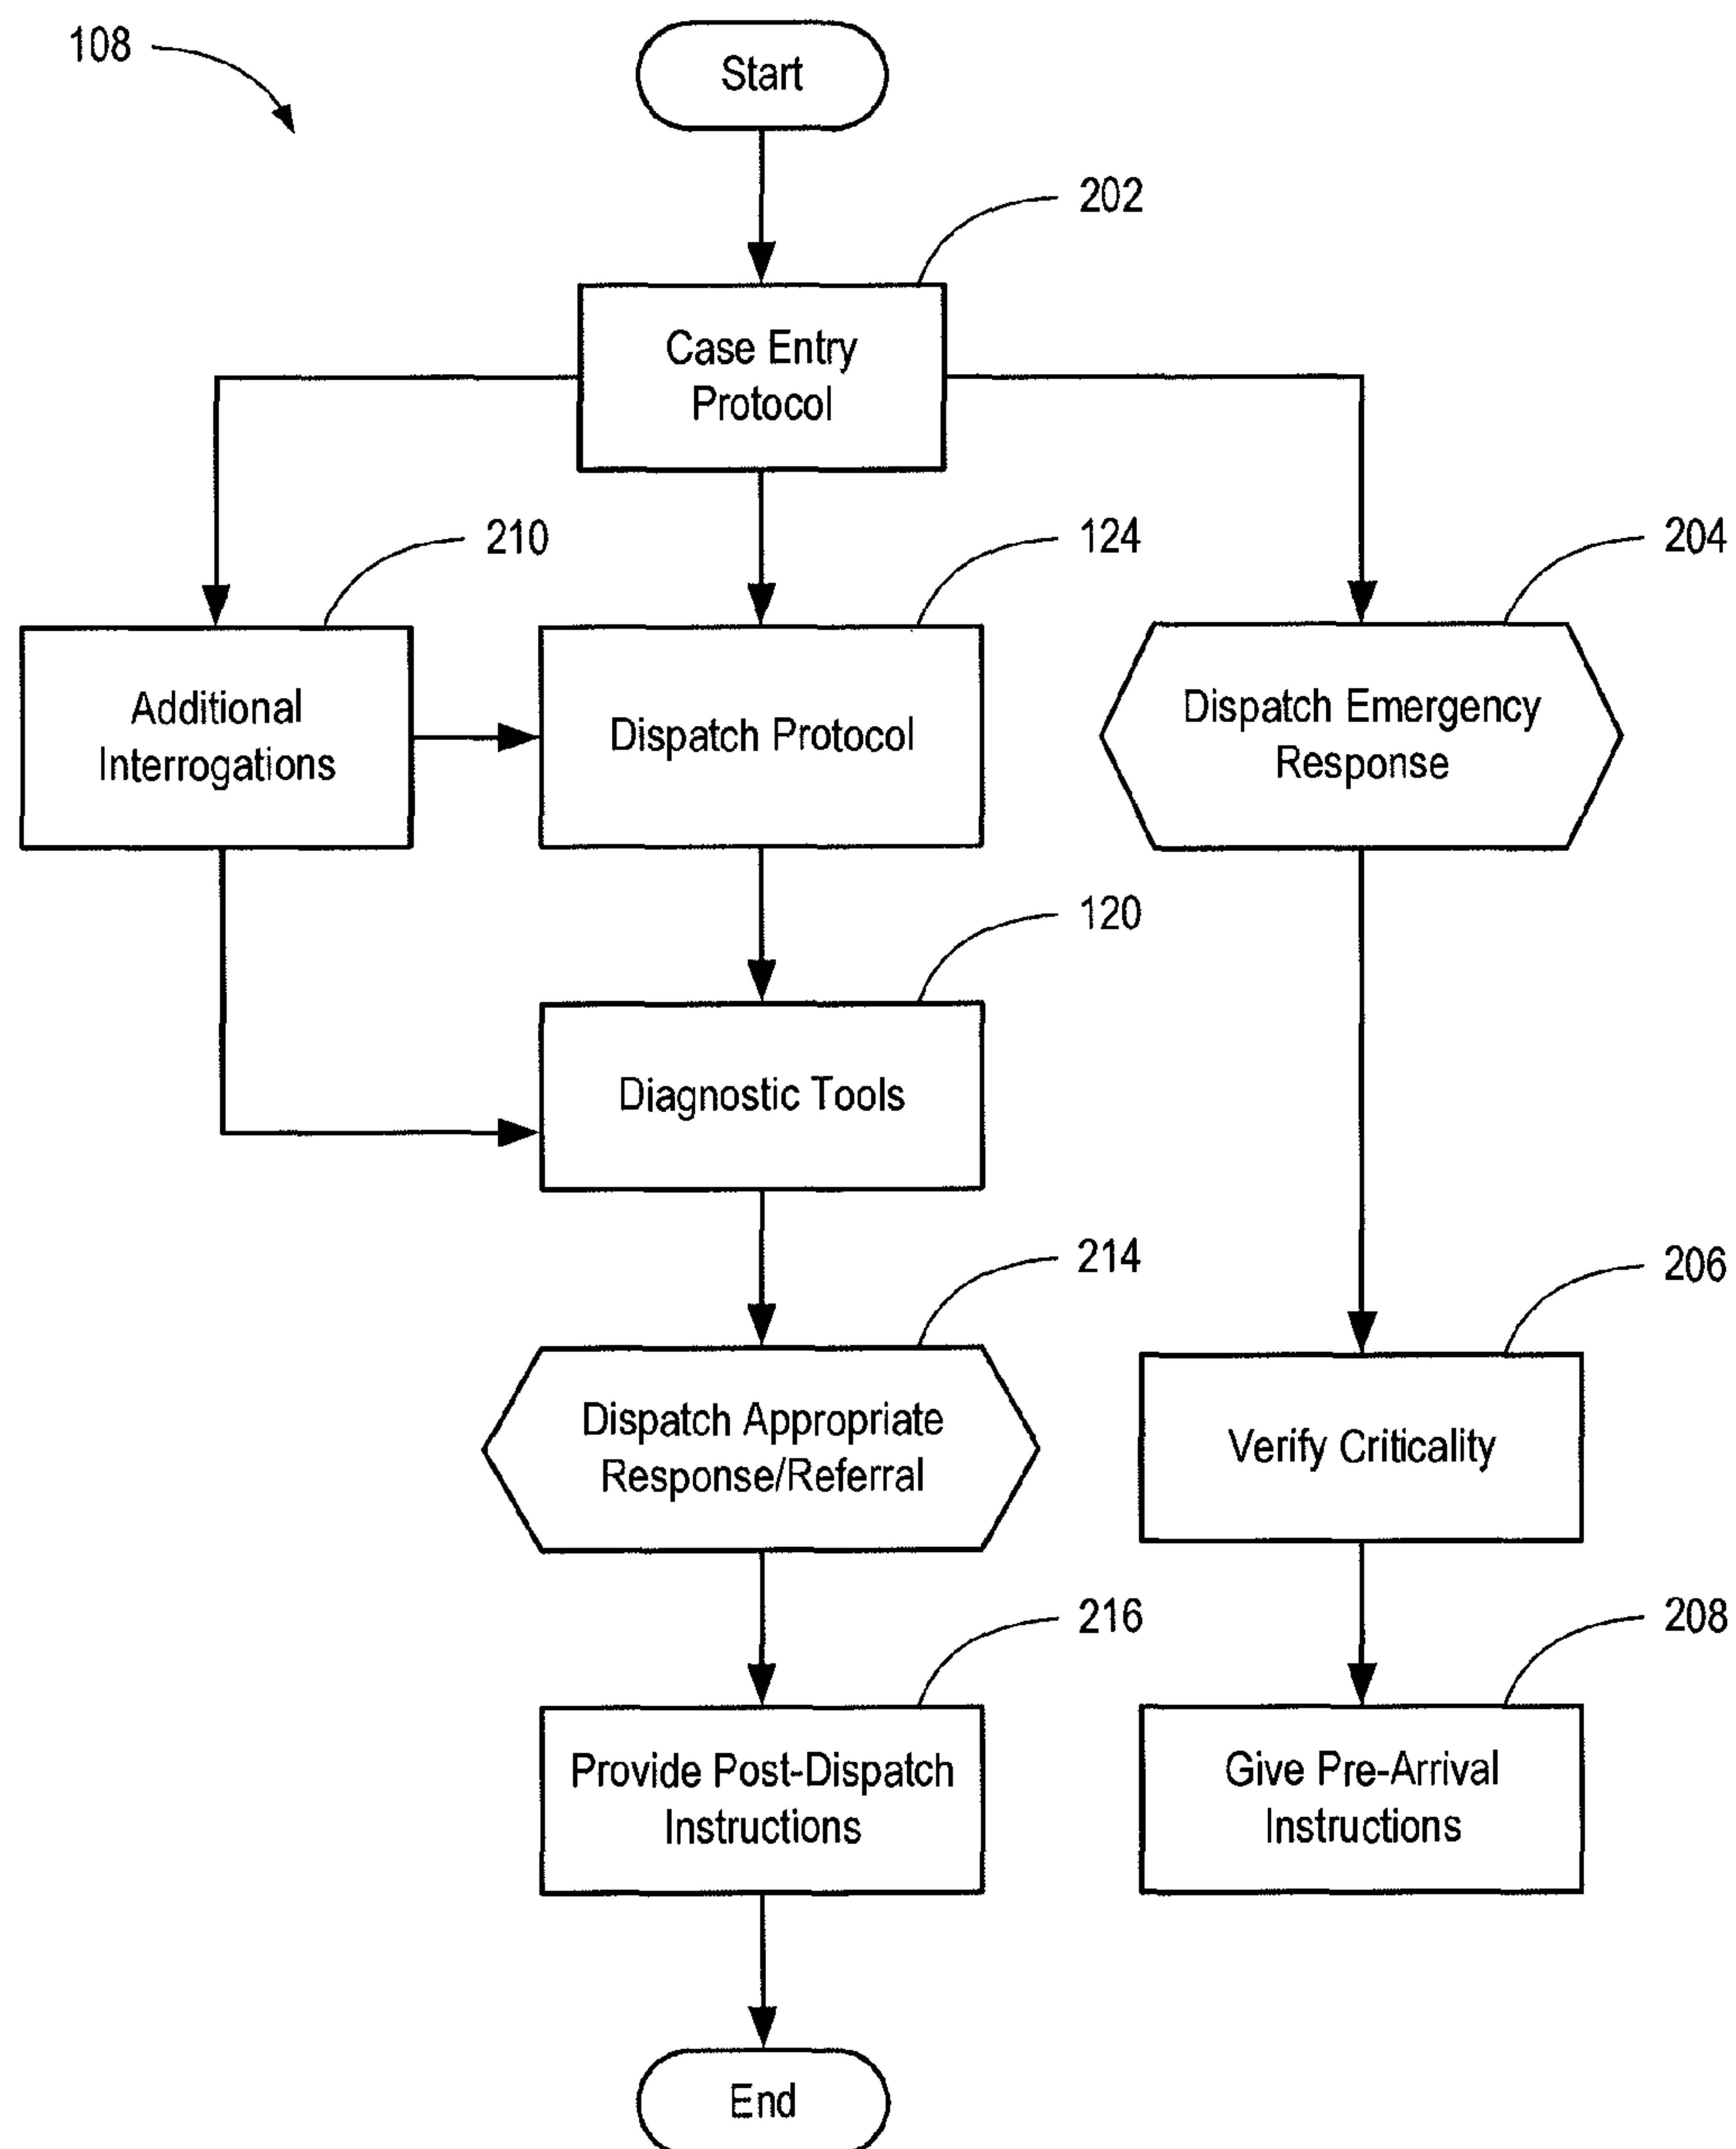 108
Start
202
Case Entry
Protocol
210
124
204
Additional
Interrogations
Dispatch Protocol
Dispatch Emergency
Response
120
Diagnostic Tools
214
206
Dispatch Appropriate
Response/Referral
Verify Criticality
216
208
Provide Post-Dispatch
Instructions
Give Pre-Arrival
Instructions
End